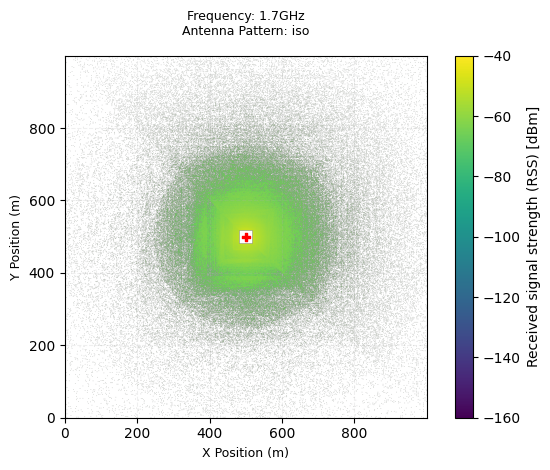 Frequency: 1.7GHz
Antenna Pattern: iso
Y Position (m)
800
600
400
200
0
0 200 400 600 800
X Position (m)
−40
−60
−80
−100
−120
−140
−160
Received signal strength (RSS) [dBm]